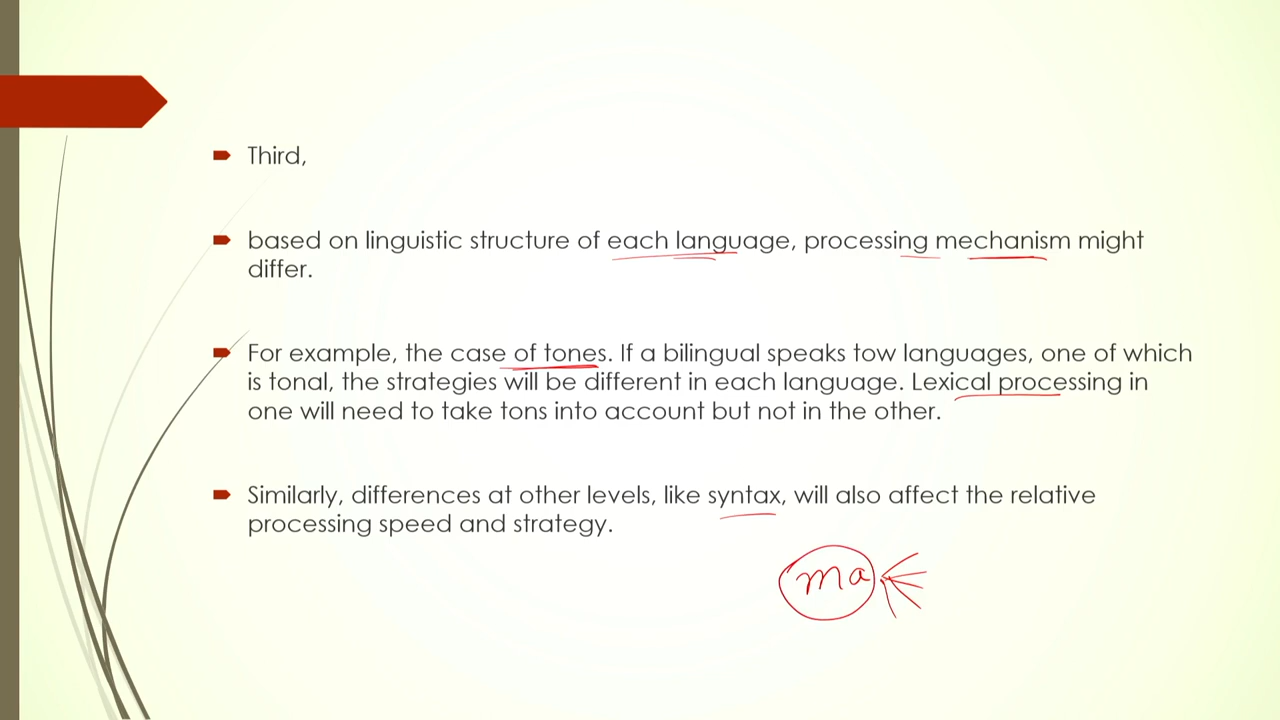 Third,
based on linguistic structure of each language, processing mechanism might
differ.
For example, the case of tones. If a bilingual speaks tow languages, one of which
is tonal, the strategies will be different in each language. Lexical processing in
one will need to take tons into account but not in the other.
Similarly, differences at other levels, like syntax, will also affect the relative
processing speed and strategy.
ma